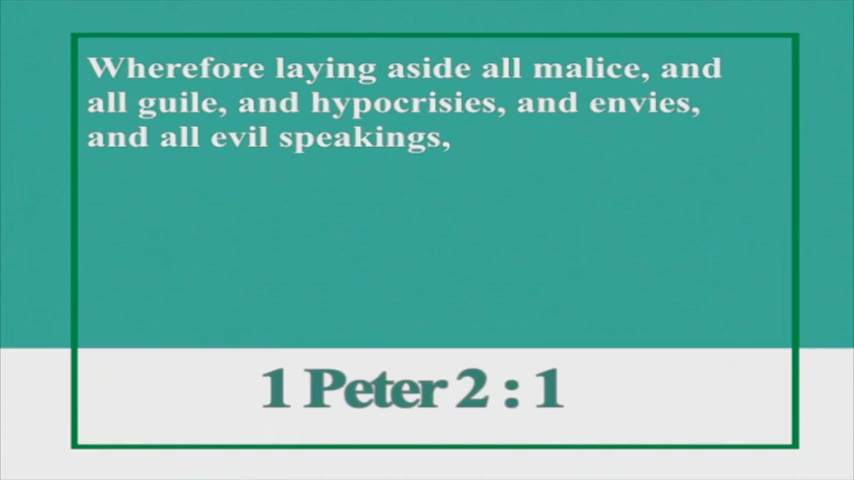 Wherefore laying aside all malice, and
all guile, and hypocrisies, and envies,
and all evil speakings,
1 Peter 2 : 1